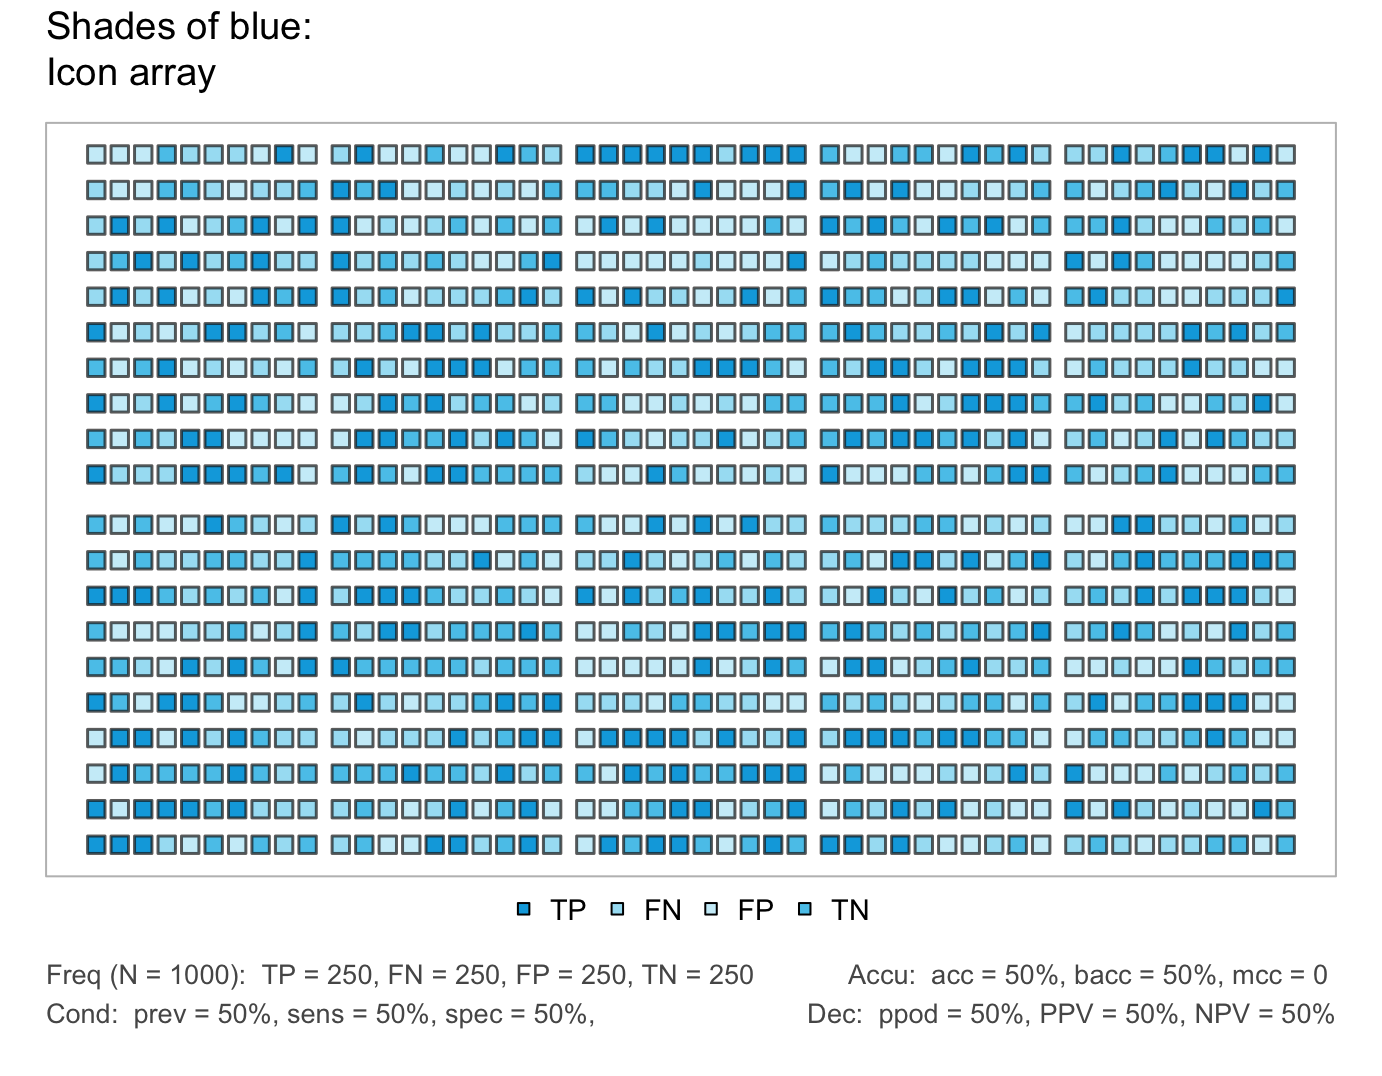 Shades of blue:
Icon array
TP FN FP TN
Freq (N = 1000):  TP = 250, FN = 250, FP = 250, TN = 250
Accu:  acc = 50%, bacc = 50%, mcc = 0
Cond:  prev = 50%, sens = 50%, spec = 50%,
Dec:  ppod = 50%, PPV = 50%, NPV = 50%